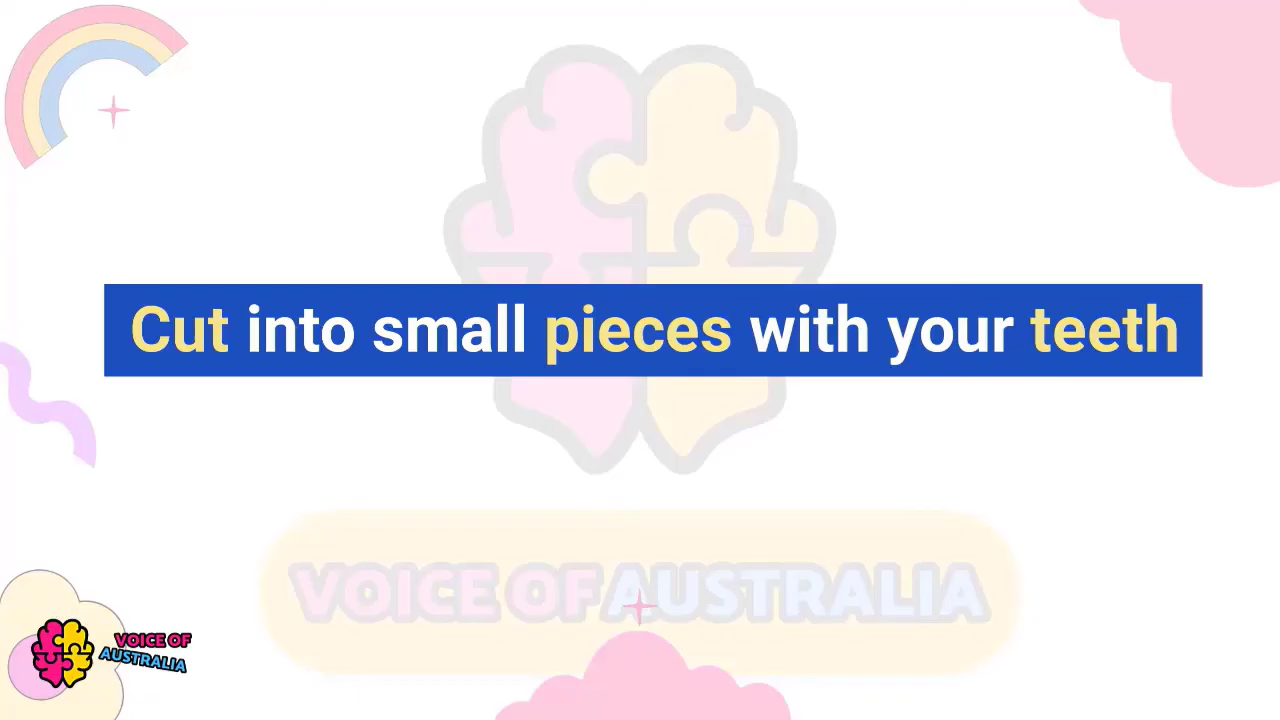 Cut into small pieces with your teeth
VOICE OF AUSTRALIA
VOICE OF
AUSTRALIA